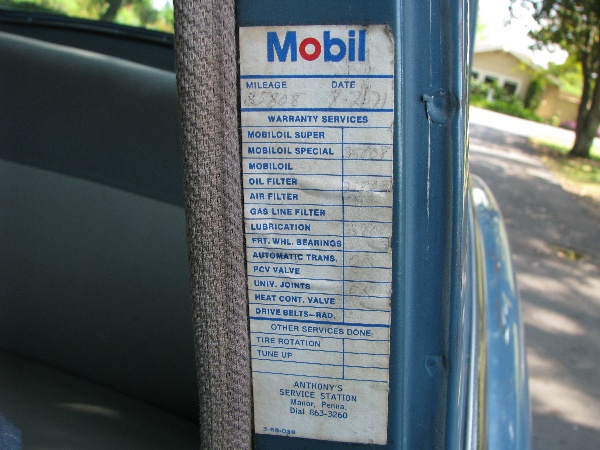 Mobil
MILEAGE DATE
WARRANTY SERVICES
MOBILOIL SUPER
MOBILOIL SPECIAL
MOBILOIL
OIL FILTER
AIR FILTER
GAS LINE FILTER
LUBRICATION
FRT. WHL. BEARINGS
AUTOMATIC TRANS.
PCV VALVE
UNIV. JOINTS
HEAT CONT. VALVE
DRIVE BELTS—RAD.
OTHER SERVICES DONE.
TIRE ROTATION
TUNE UP
ANTHONY'S
SERVICE STATION
Manor, Penna.
Dial 863-3260